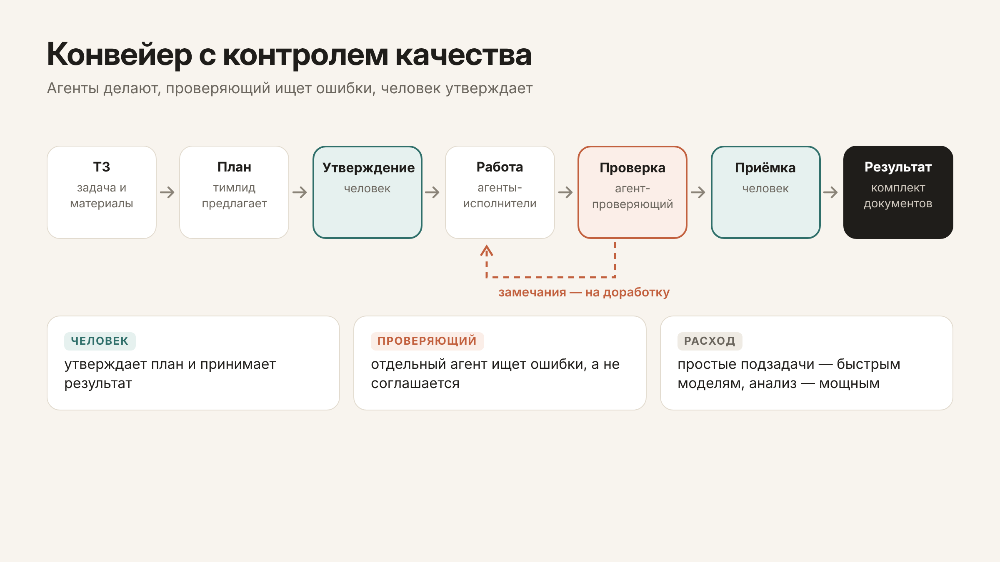 Конвейер с контролем качества
Агенты делают, проверяющий ищет ошибки, человек утверждает
ТЗ
задача и
материалы
План
тимлид
предлагает
Утверждение
человек
Работа
агенты-
исполнители
Проверка
агент-
проверяющий
Приёмка
человек
Результат
комплект
документов
замечания — на доработку
ЧЕЛОВЕК
утверждает план и принимает
результат
ПРОВЕРЯЮЩИЙ
отдельный агент ищет ошибки, а не
соглашается
РАСХОД
простые подзадачи — быстрым
моделям, анализ — мощным